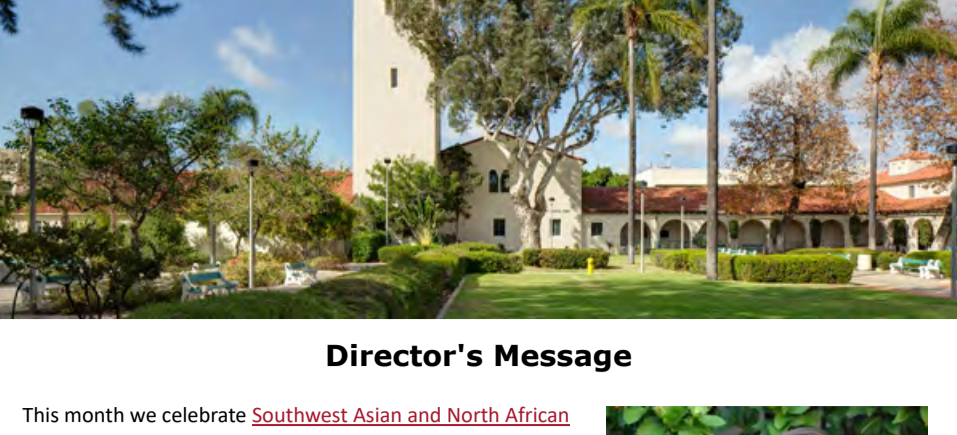 Director's Message
This month we celebrate Southwest Asian and North African